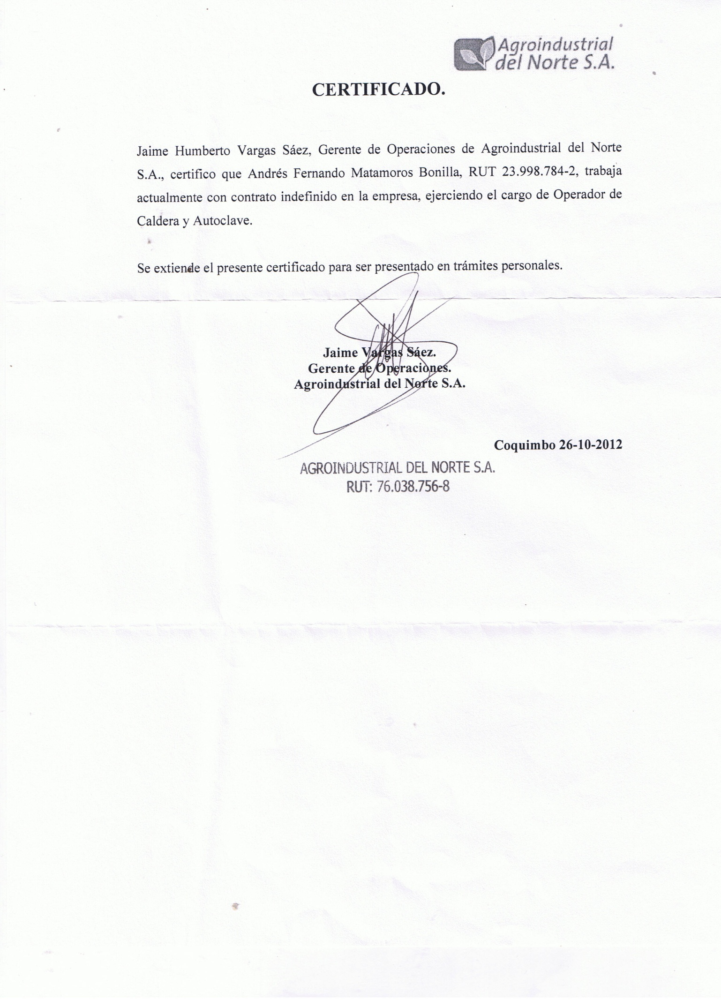 Agroindustrial
del Norte S.A.
CERTIFICADO.
Jaime Humberto Vargas Sáez, Gerente de Operaciones de Agroindustrial del Norte
S.A., certifico que Andrés Fernando Matamoros Bonilla, RUT 23.998.784-2, trabaja
actualmente con contrato indefinido en la empresa, ejerciendo el cargo de Operador de
Caldera y Autoclave.
Se extiende el presente certificado para ser presentado en trámites personales.
Jaime Vargas Sáez.
Gerente de Operaciones.
Agroindustrial del Norte S.A.
Coquimbo 26-10-2012
AGROINDUSTRIAL DEL NORTE S.A.
RUT: 76.038.756-8